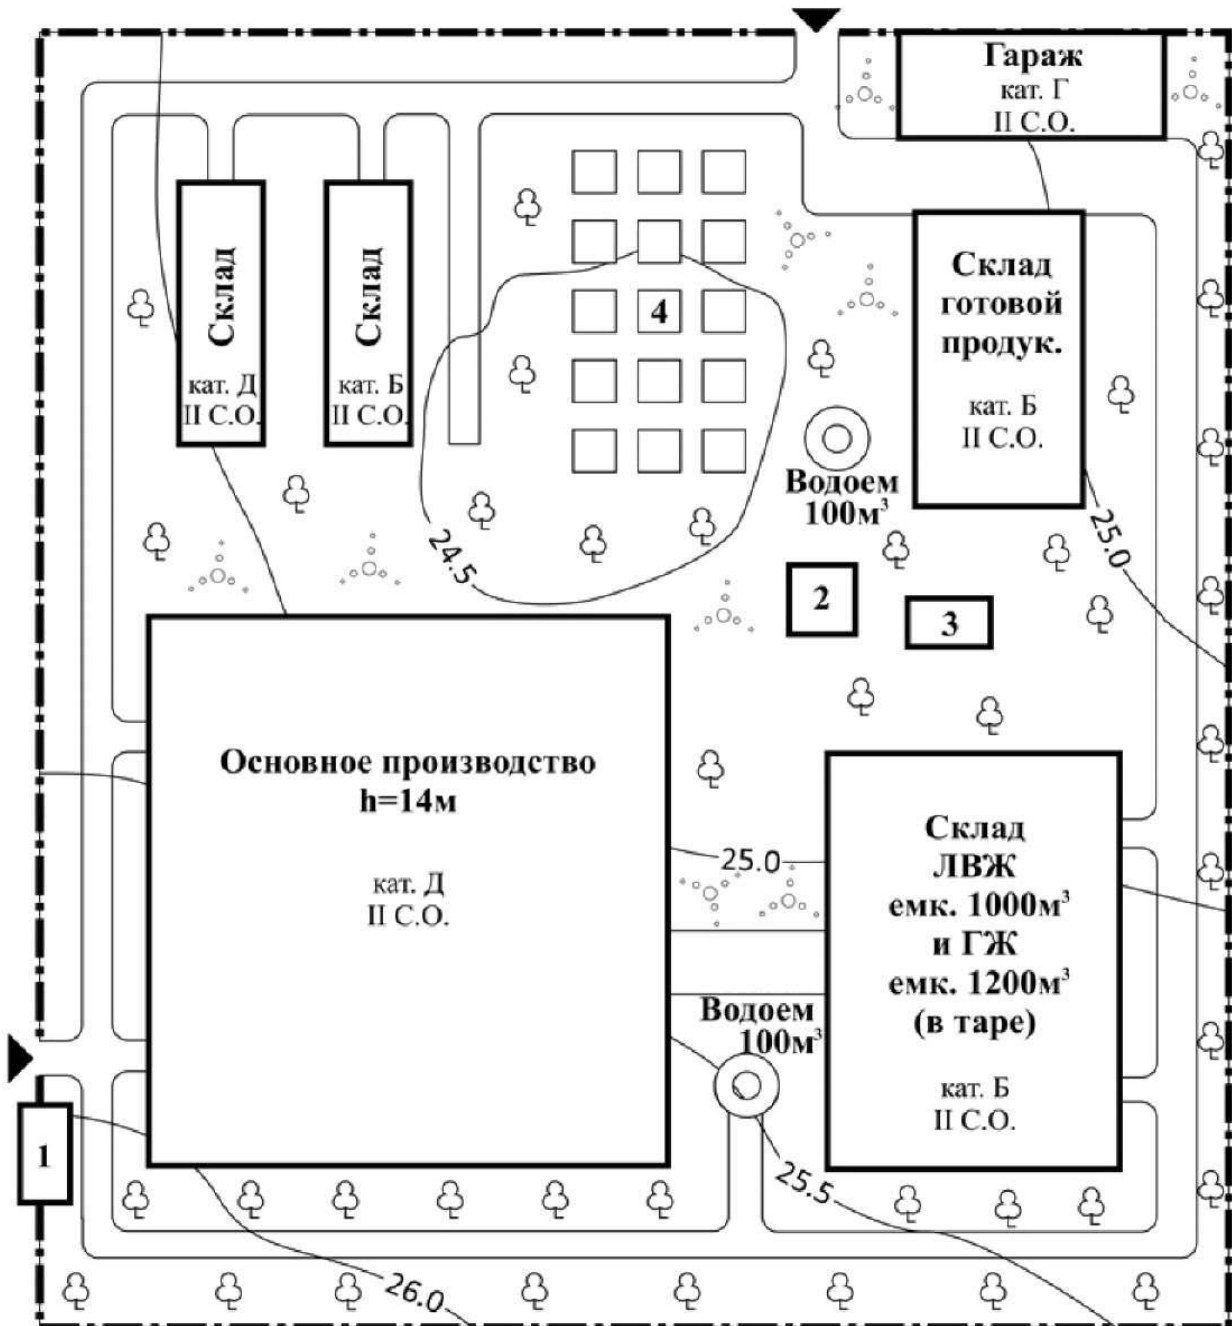 Гараж
кат. Г
II С.О.
Склад
кат. Д
II С.О.
Склад
кат. Б
II С.О.
4
Склад
готовой
продук.
кат. Б
II С.О.
Водоем
100м³
24.5
25.0
2
3
Основное производство
h=14м
кат. Д
II С.О.
25.0
Склад
ЛВЖ
емк. 1000м³
и ГЖ
емк. 1200м³
(в таре)
кат. Б
II С.О.
Водоем
100м³
1
25.5
26.0